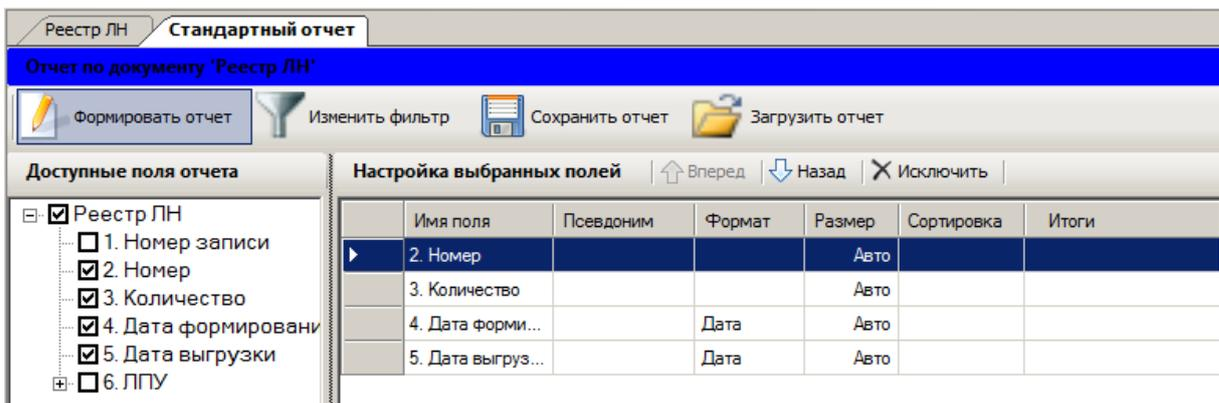 Реестр ЛН Стандартный отчет
Отчет по документу 'Реестр ЛН'
Формировать отчет Изменить фильтр Сохранить отчет Загрузить отчет
Доступные поля отчета Настройка выбранных полей Вперед Назад Исключить
Реестр ЛН
1. Номер записи
2. Номер
3. Количество
4. Дата формировани
5. Дата выгрузки
6. ЛПУ
Имя поля Псевдоним Формат Размер Сортировка Итоги
2. Номер Авто
3. Количество Авто
4. Дата форми... Дата Авто
5. Дата выгруз... Дата Авто